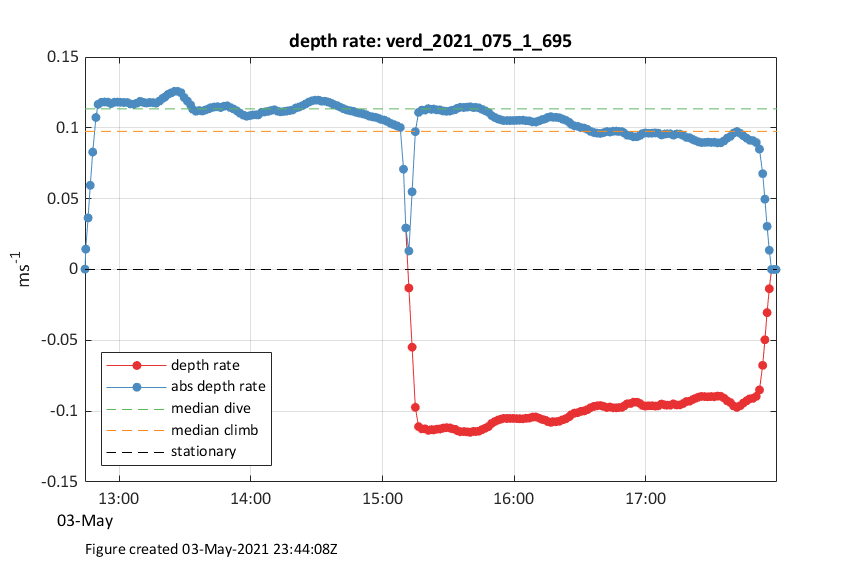 depth rate: verd_2021_075_1_695
0.15
0.1
0.05
0
-0.05
-0.1
-0.15
ms-1
depth rate
abs depth rate
median dive
median climb
stationary
13:00 14:00 15:00 16:00 17:00
03-May
Figure created 03-May-2021 23:44:08Z